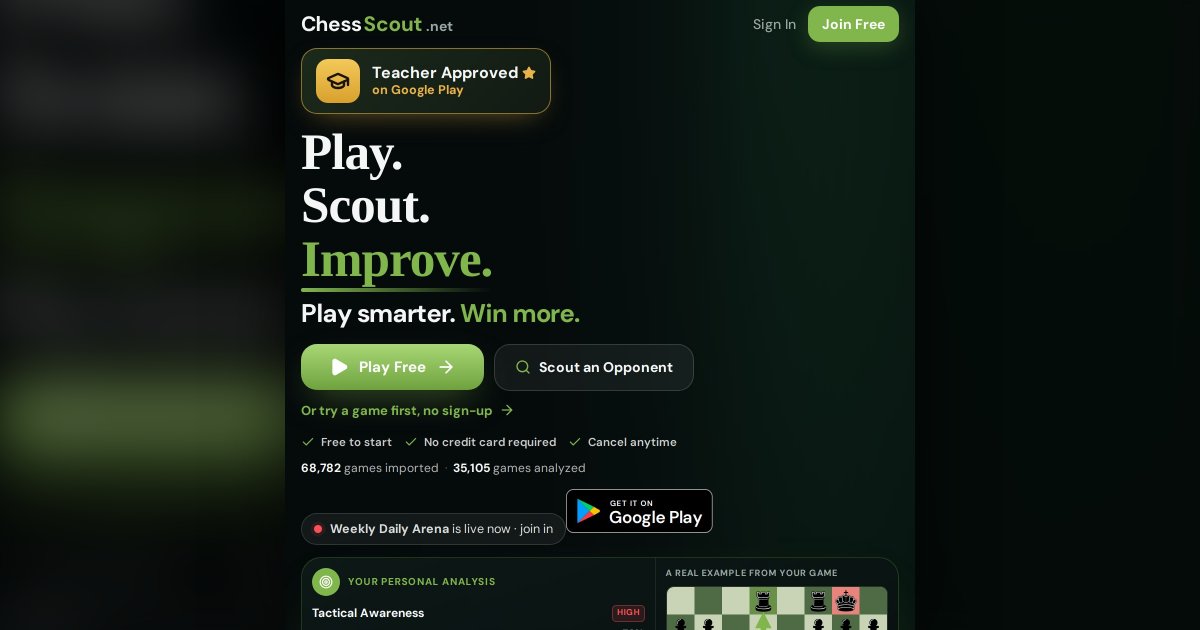 ChessScout.net
Sign In
Join Free
Teacher Approved
on Google Play
Play.
Scout.
Improve.
Play smarter. Win more.
Play Free
Scout an Opponent
Or try a game first, no sign-up
Free to start
No credit card required
Cancel anytime
68,782 games imported · 35,105 games analyzed
GET IT ON
Google Play
Weekly Daily Arena is live now · join in
YOUR PERSONAL ANALYSIS
A REAL EXAMPLE FROM YOUR GAME
Tactical Awareness
HIGH